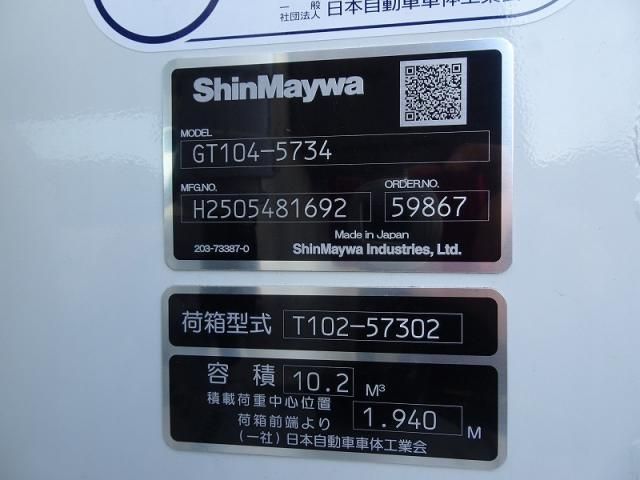 一般
社団法人 日本自動車車体工業会
ShinMaywa
MODEL
GT104-5734
MFG.NO. ORDER.NO.
H2505481692 59867
Made in Japan
203-73387-0 ShinMaywa Industries, Ltd.
荷箱型式 T102-57302
容積 10.2 M³
積載荷重中心位置
荷箱前端より 1.940 M
(一社)日本自動車車体工業会